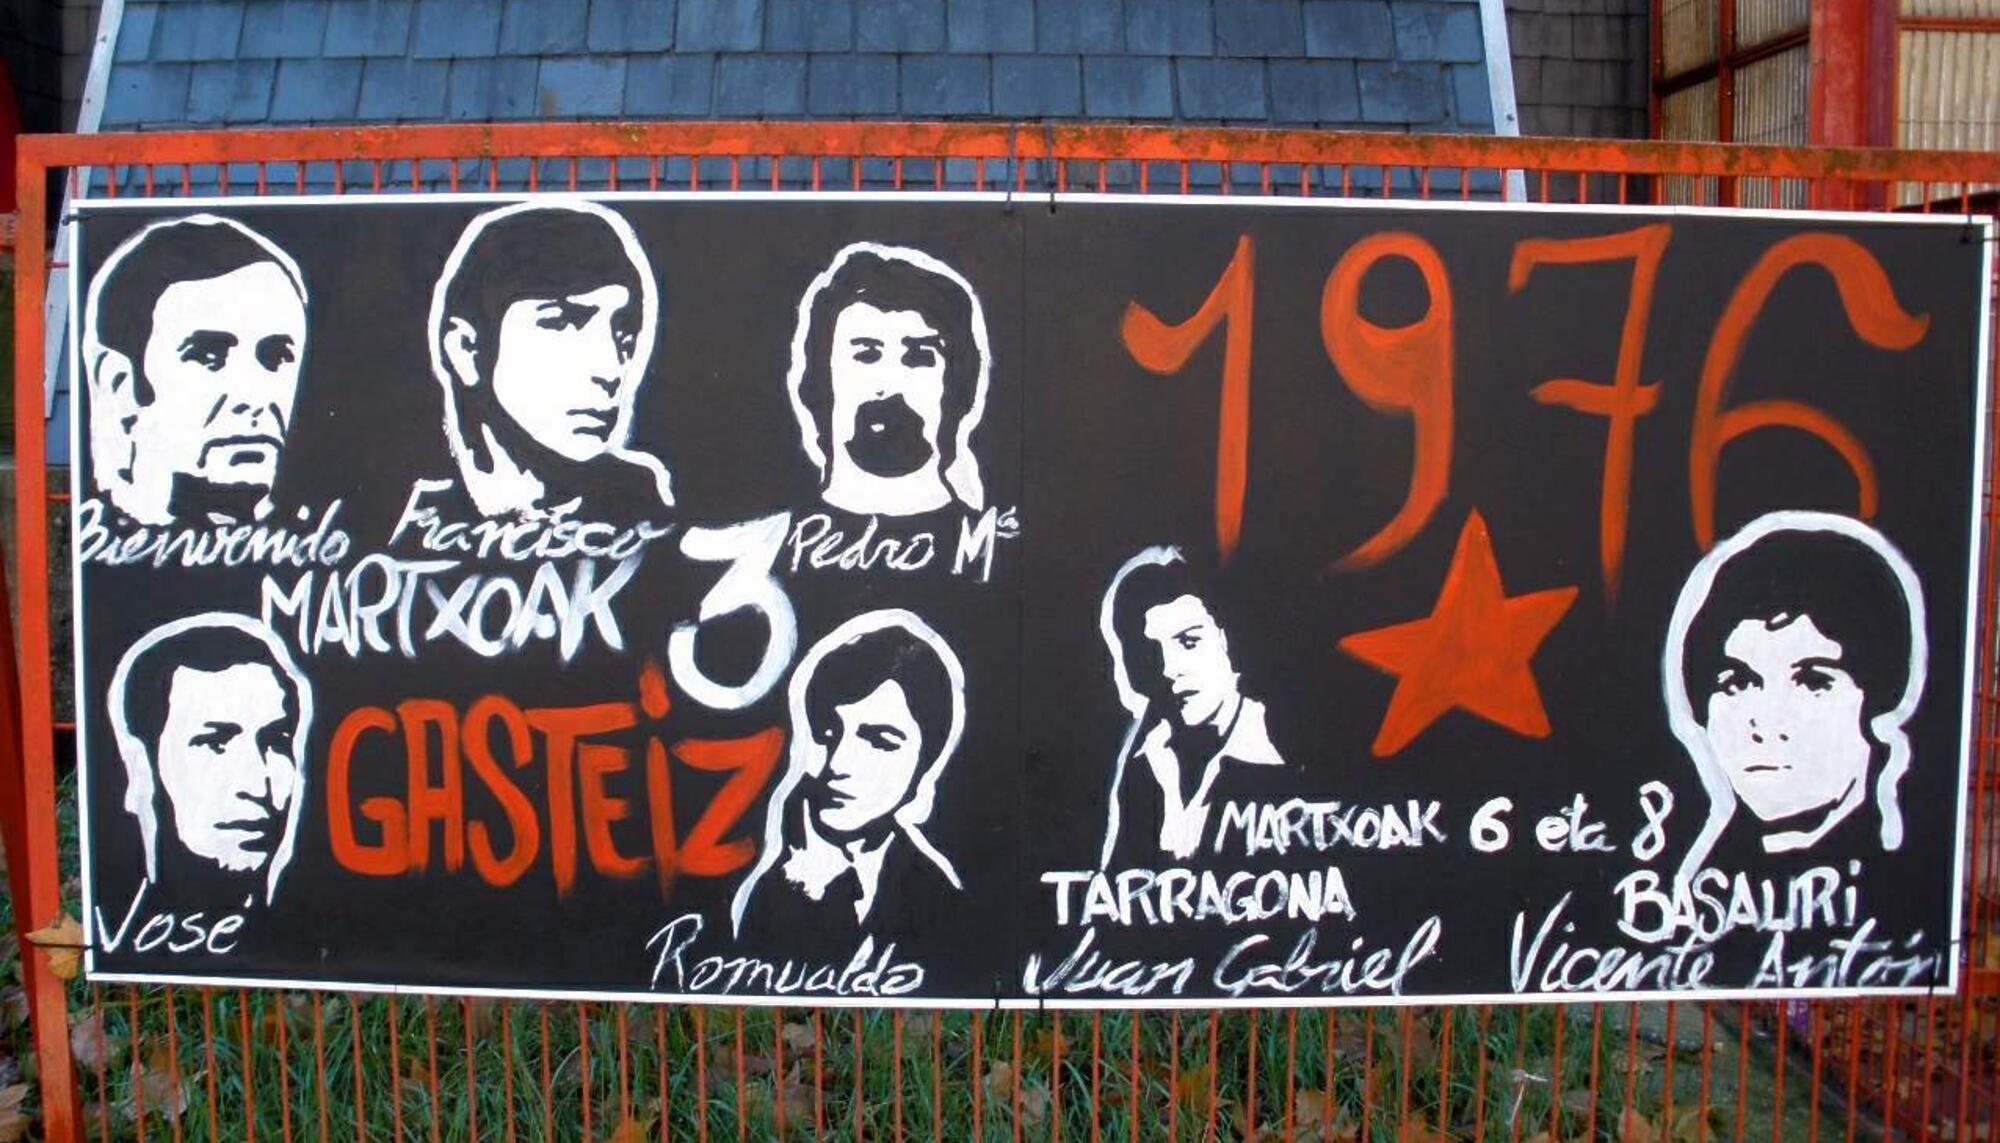 1976
Bienvenido Francisco Pedro Mª
MARTXOAK 3
GASTEIZ
José Romualdo
MARTXOAK 6 eta 8
TARRAGONA BASAURI
Juan Gabriel Vicente Antón